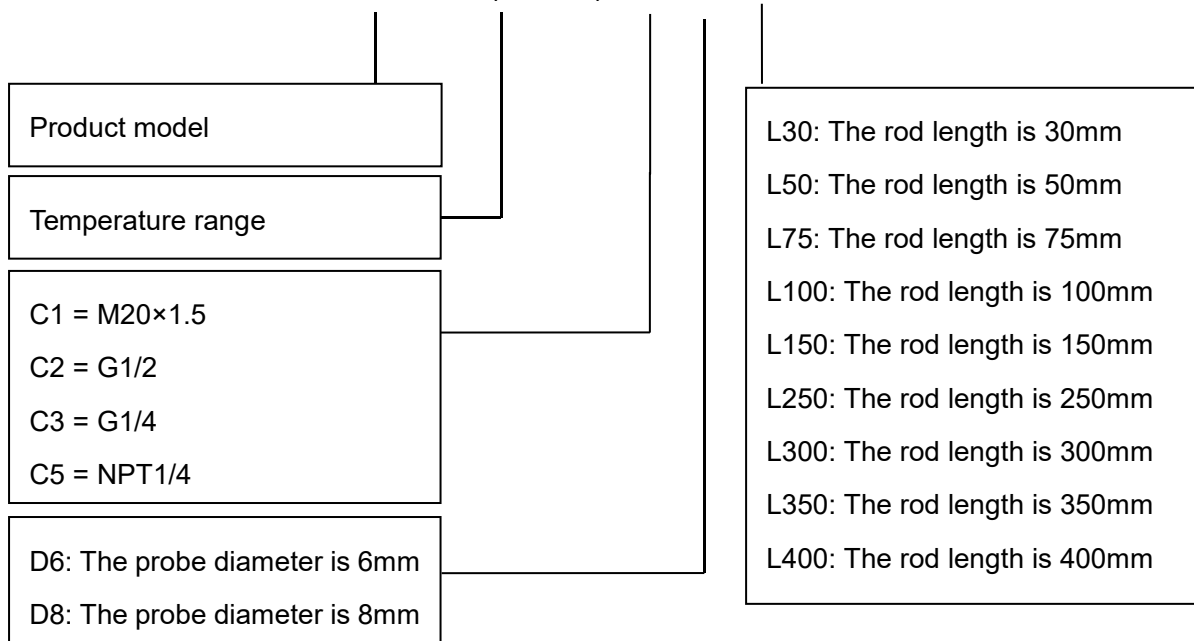 Product model
Temperature range
C1 = M20×1.5
C2 = G1/2
C3 = G1/4
C5 = NPT1/4
D6: The probe diameter is 6mm
D8: The probe diameter is 8mm
L30: The rod length is 30mm
L50: The rod length is 50mm
L75: The rod length is 75mm
L100: The rod length is 100mm
L150: The rod length is 150mm
L250: The rod length is 250mm
L300: The rod length is 300mm
L350: The rod length is 350mm
L400: The rod length is 400mm